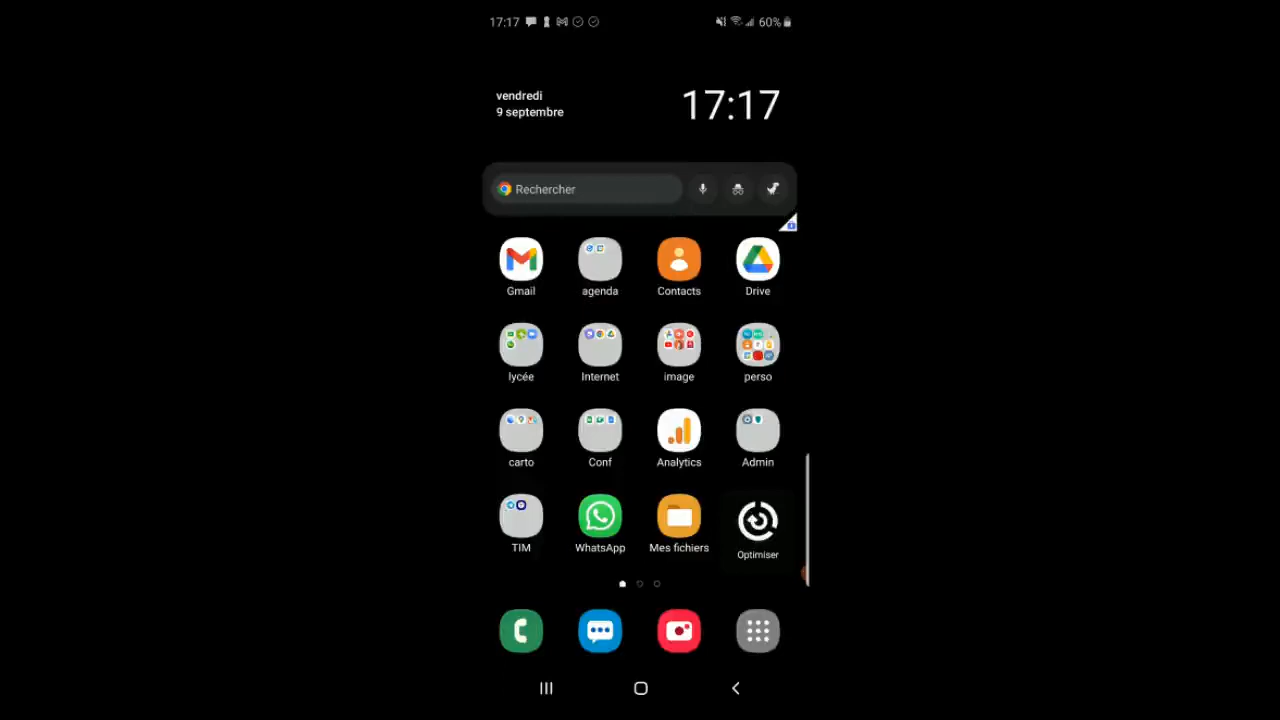 17:17 60%
vendredi
9 septembre
17:17
Rechercher
Gmail agenda Contacts Drive
lycée Internet image perso
carto Conf Analytics Admin
TIM WhatsApp Mes fichiers Optimiser